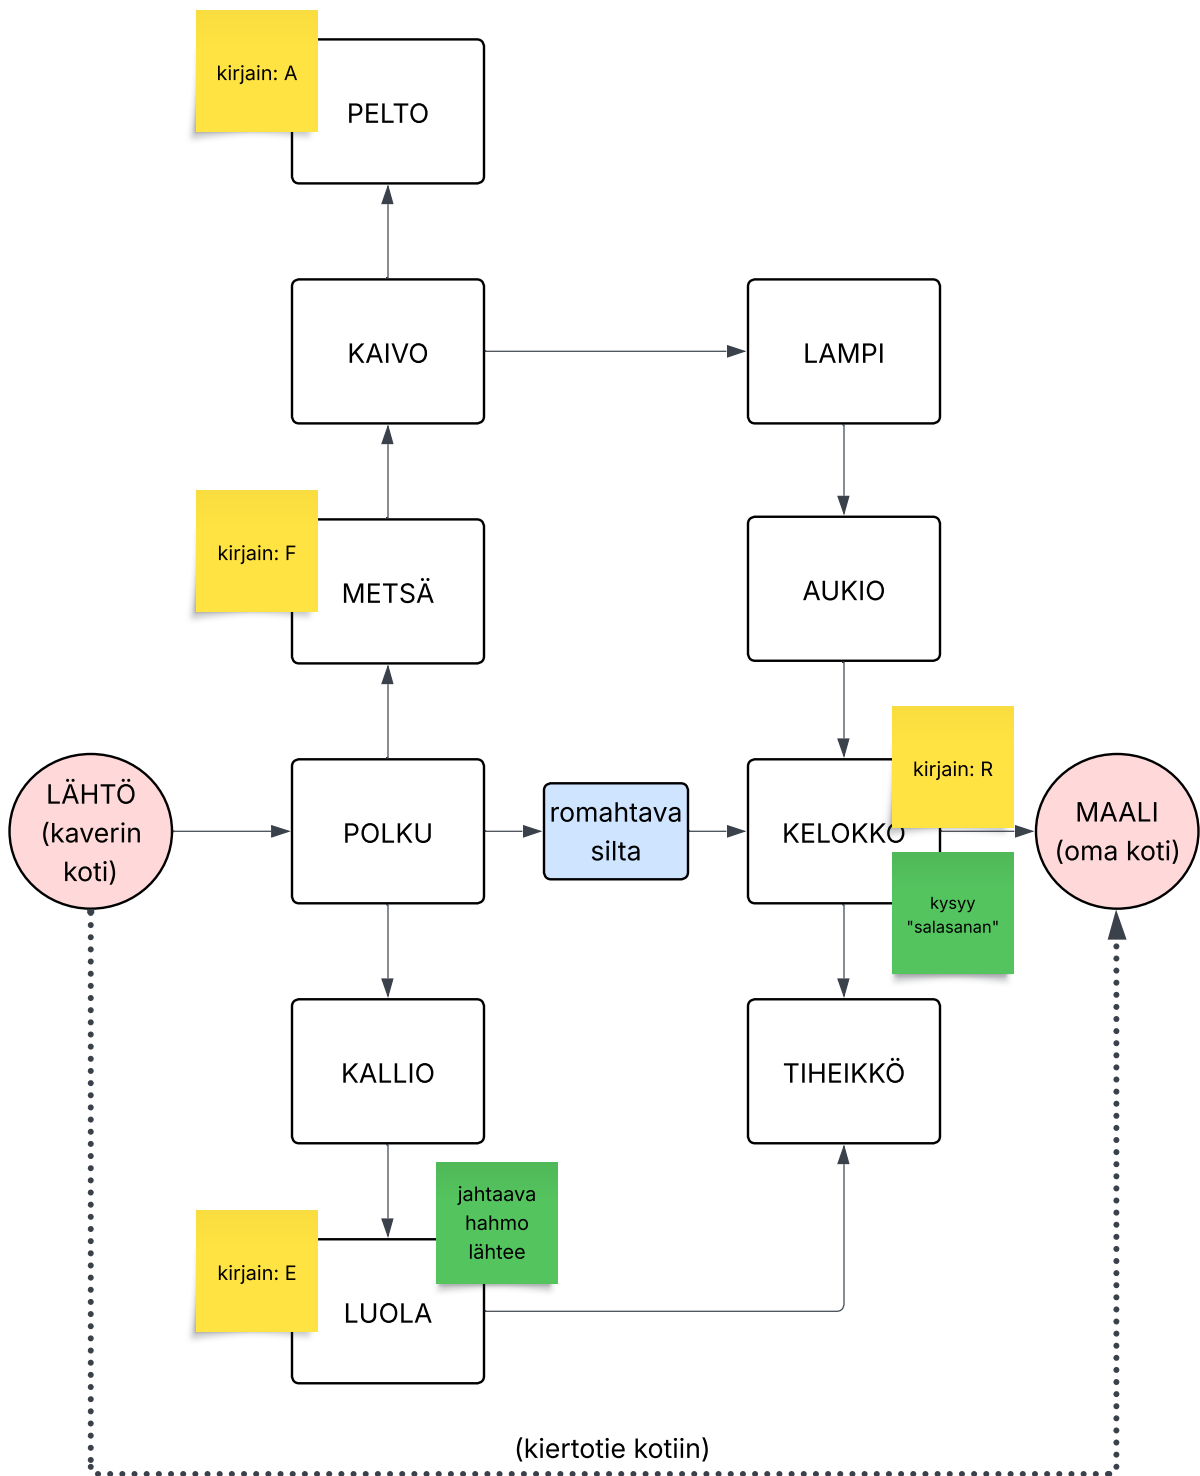 kirjain: A
PELTO
KAIVO
LAMPI
kirjain: F
METSÄ
AUKIO
kirjain: R
LÄHTÖ
(kaverin
koti)
POLKU
romahtava
silta
KELOKKO
MAALI
(oma koti)
kysyy
"salasanan"
KALLIO
TIHEIKKÖ
jahtaava
hahmo
lähtee
kirjain: E
LUOLA
(kiertotie kotiin)